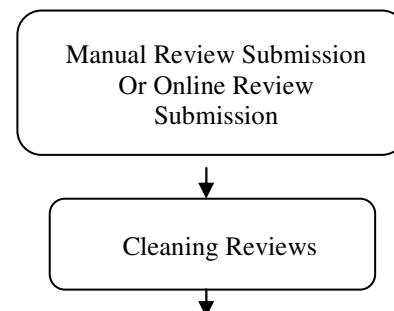 Manual Review Submission
Or Online Review
Submission
Cleaning Reviews